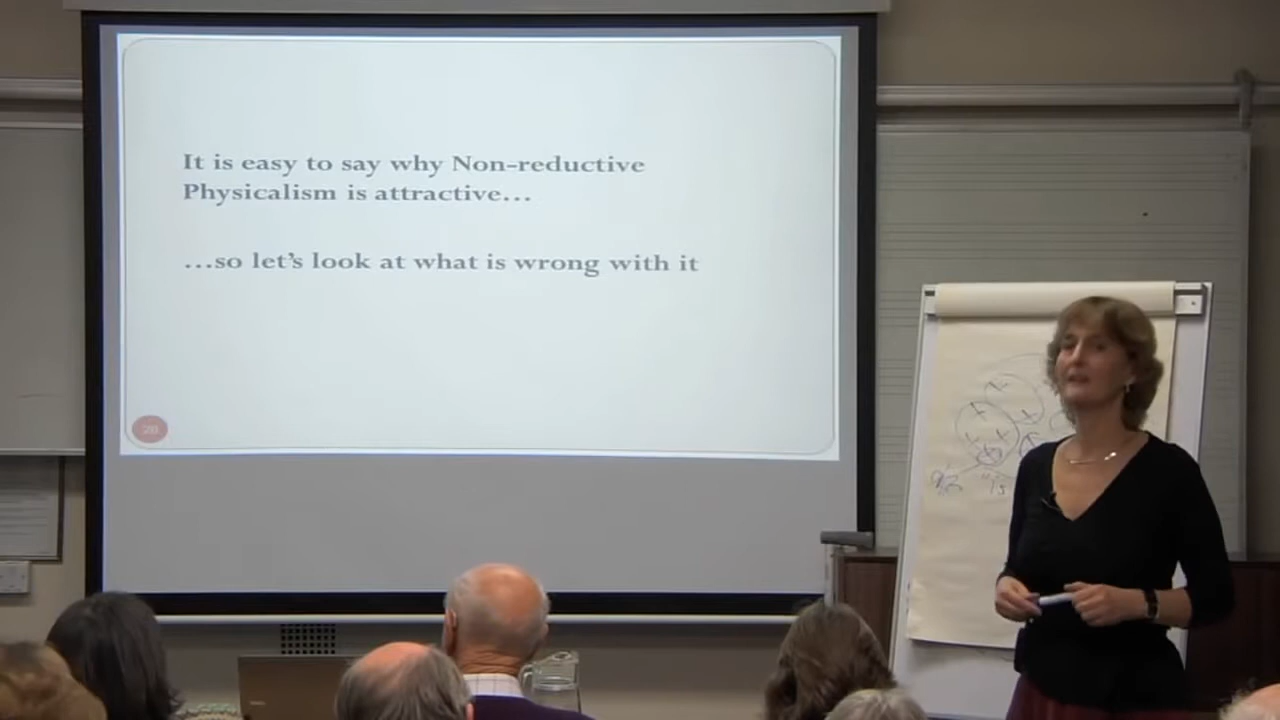 It is easy to say why Non-reductive
Physicalism is attractive…
…so let's look at what is wrong with it
20